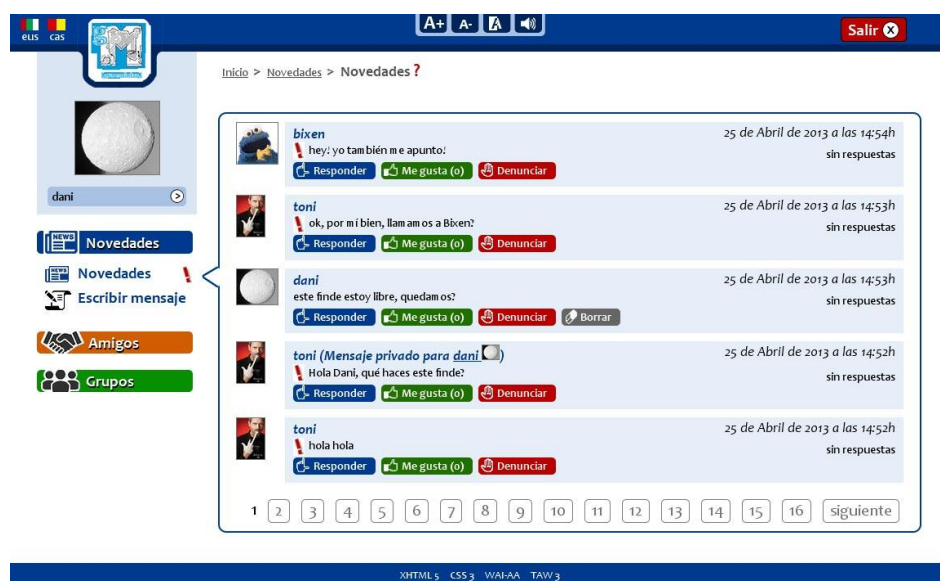 eus cas
A+ A- A
Salir
Inicio > Novedades > Novedades ?
dani
NEWS Novedades
NEWS Novedades
Escribir mensaje
Amigos
Grupos
bixen
25 de Abril de 2013 a las 14:54h
hey! yo también me apunto!
sin respuestas
Responder Me gusta (0) Denunciar
toni
25 de Abril de 2013 a las 14:53h
ok, por mí bien, llamamos a Bixen?
sin respuestas
Responder Me gusta (0) Denunciar
dani
25 de Abril de 2013 a las 14:53h
este finde estoy libre, quedamos?
sin respuestas
Responder Me gusta (0) Denunciar Borrar
toni (Mensaje privado para dani )
25 de Abril de 2013 a las 14:52h
Hola Dani, qué haces este finde?
sin respuestas
Responder Me gusta (0) Denunciar
toni
25 de Abril de 2013 a las 14:52h
hola hola
sin respuestas
Responder Me gusta (0) Denunciar
1 2 3 4 5 6 7 8 9 10 11 12 13 14 15 16 siguiente
XHTML 5 CSS 3 WAI-AA TAW 3